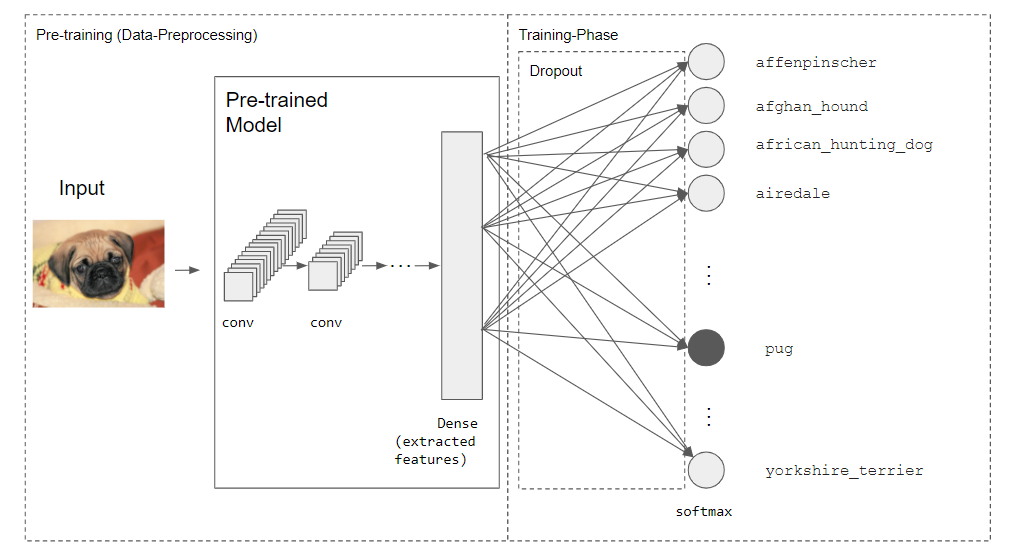 Pre-training (Data-Preprocessing)
Training-Phase
Dropout
Pre-trained
Model
Input
conv
conv
Dense
(extracted
features)
affenpinscher
afghan_hound
african_hunting_dog
airedale
pug
yorkshire_terrier
softmax